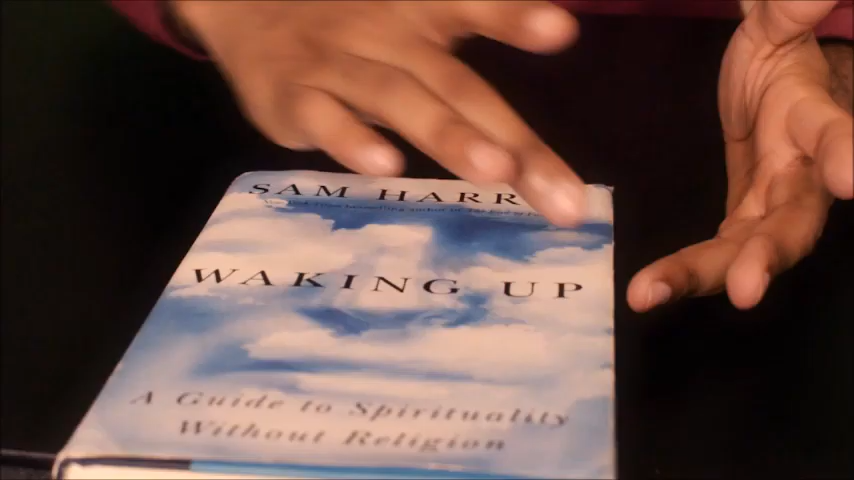 SAM HARR
WAKING UP
A Guide to Spirituality
Without Religion